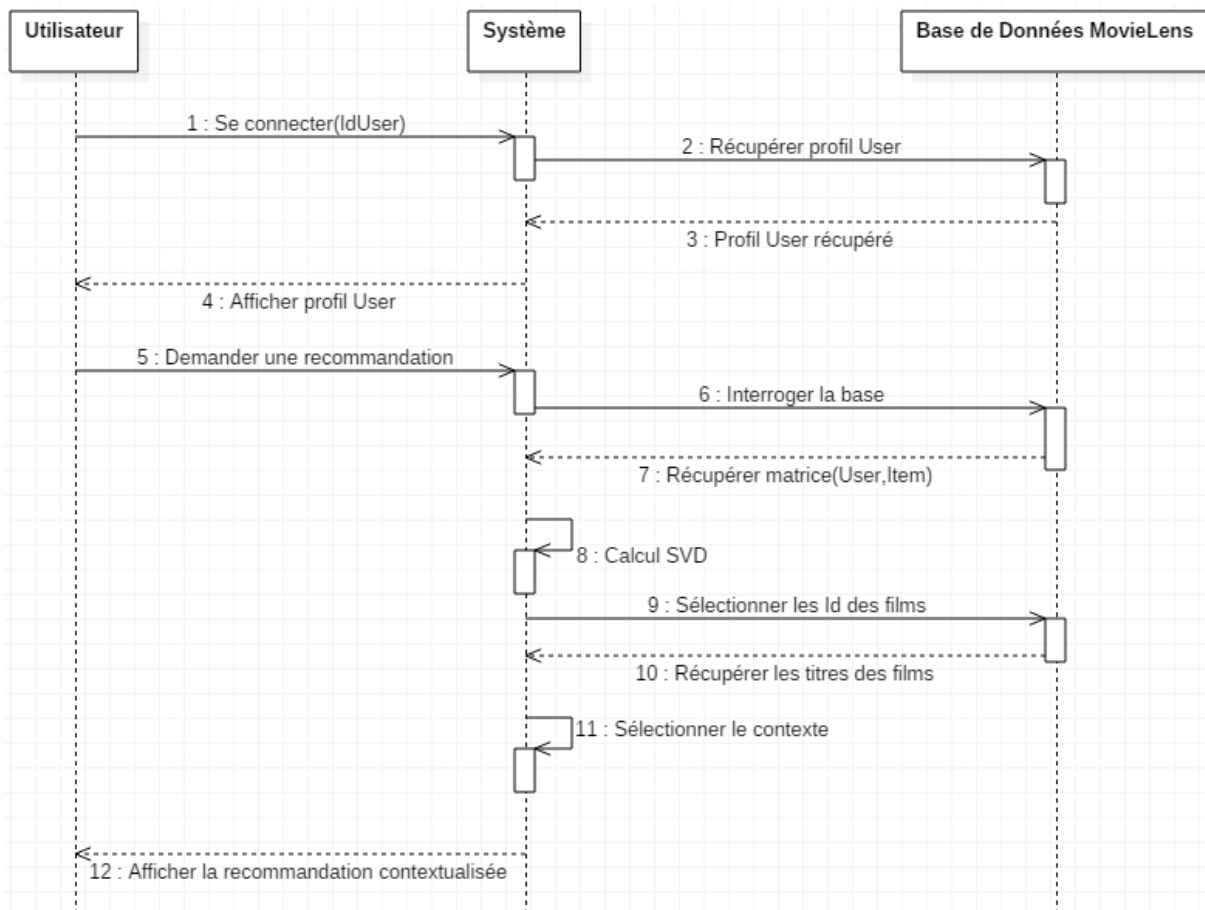 Utilisateur
Système
Base de Données MovieLens
1 : Se connecter(IdUser)
2 : Récupérer profil User
3 : Profil User récupéré
4 : Afficher profil User
5 : Demander une recommandation
6 : Interroger la base
7 : Récupérer matrice(User,Item)
8 : Calcul SVD
9 : Sélectionner les Id des films
10 : Récupérer les titres des films
11 : Sélectionner le contexte
12 : Afficher la recommandation contextualisée